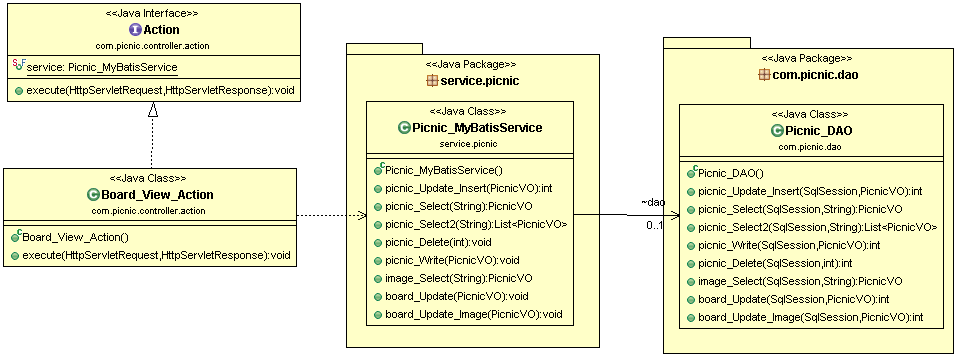 <<Java Interface>>
Action
com.picnic.controller.action
service: Picnic_MyBatisService
execute(HttpServletRequest,HttpServletResponse):void
<<Java Class>>
Board_View_Action
com.picnic.controller.action
Board_View_Action()
execute(HttpServletRequest,HttpServletResponse):void
<<Java Package>>
service.picnic
<<Java Class>>
Picnic_MyBatisService
service.picnic
Picnic_MyBatisService()
picnic_Update_Insert(PicnicVO):int
picnic_Select(String):PicnicVO
picnic_Select2(String):List<PicnicVO>
picnic_Delete(int):void
picnic_Write(PicnicVO):void
image_Select(String):PicnicVO
board_Update(PicnicVO):void
board_Update_Image(PicnicVO):void
~dao
0..1
<<Java Package>>
com.picnic.dao
<<Java Class>>
Picnic_DAO
com.picnic.dao
Picnic_DAO()
picnic_Update_Insert(SqlSession,PicnicVO):int
picnic_Select(SqlSession,String):PicnicVO
picnic_Select2(SqlSession,String):List<PicnicVO>
picnic_Write(SqlSession,PicnicVO):int
picnic_Delete(SqlSession,int):int
image_Select(SqlSession,String):PicnicVO
board_Update(SqlSession,PicnicVO):int
board_Update_Image(SqlSession,PicnicVO):int